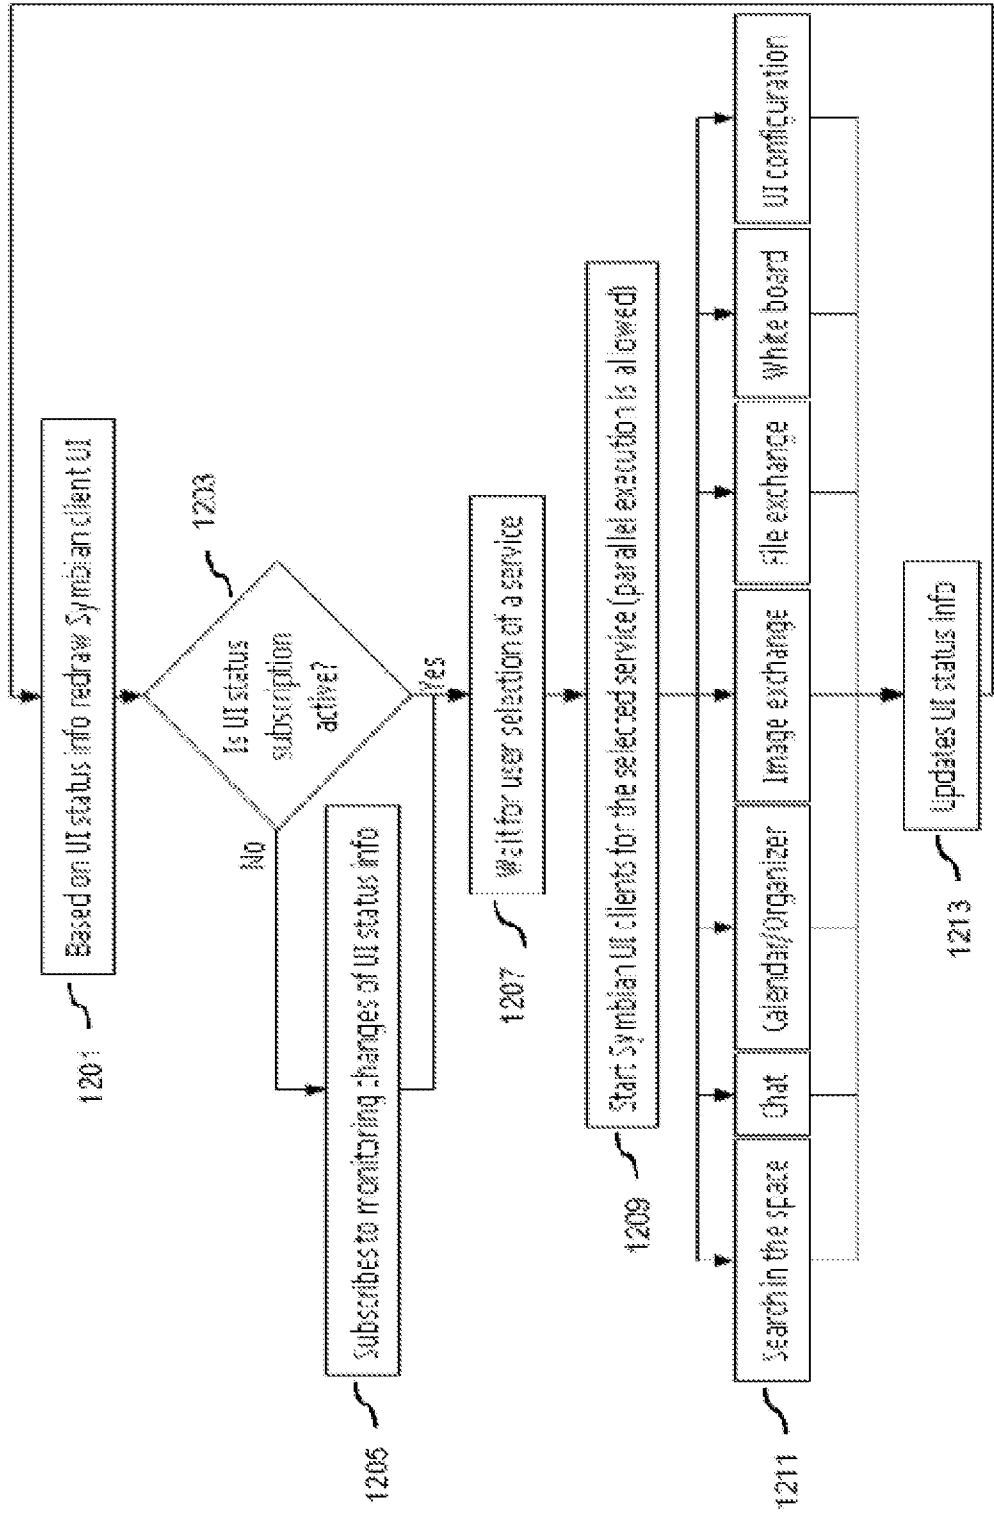 1201
Based on UI status info redraw Symbian client UI
1203
Is UI status
subscription
active?
No
Yes
1205
Subscribes to monitoring changes of UI status info
1207
Wait for user selection of a service
1209
Start Symbian UI clients for the selected service (parallel execution is allowed)
1211
Search in the space
Chat
Calendar/Organizer
Image exchange
File exchange
White board
UI configuration
1213
Updates UI status info